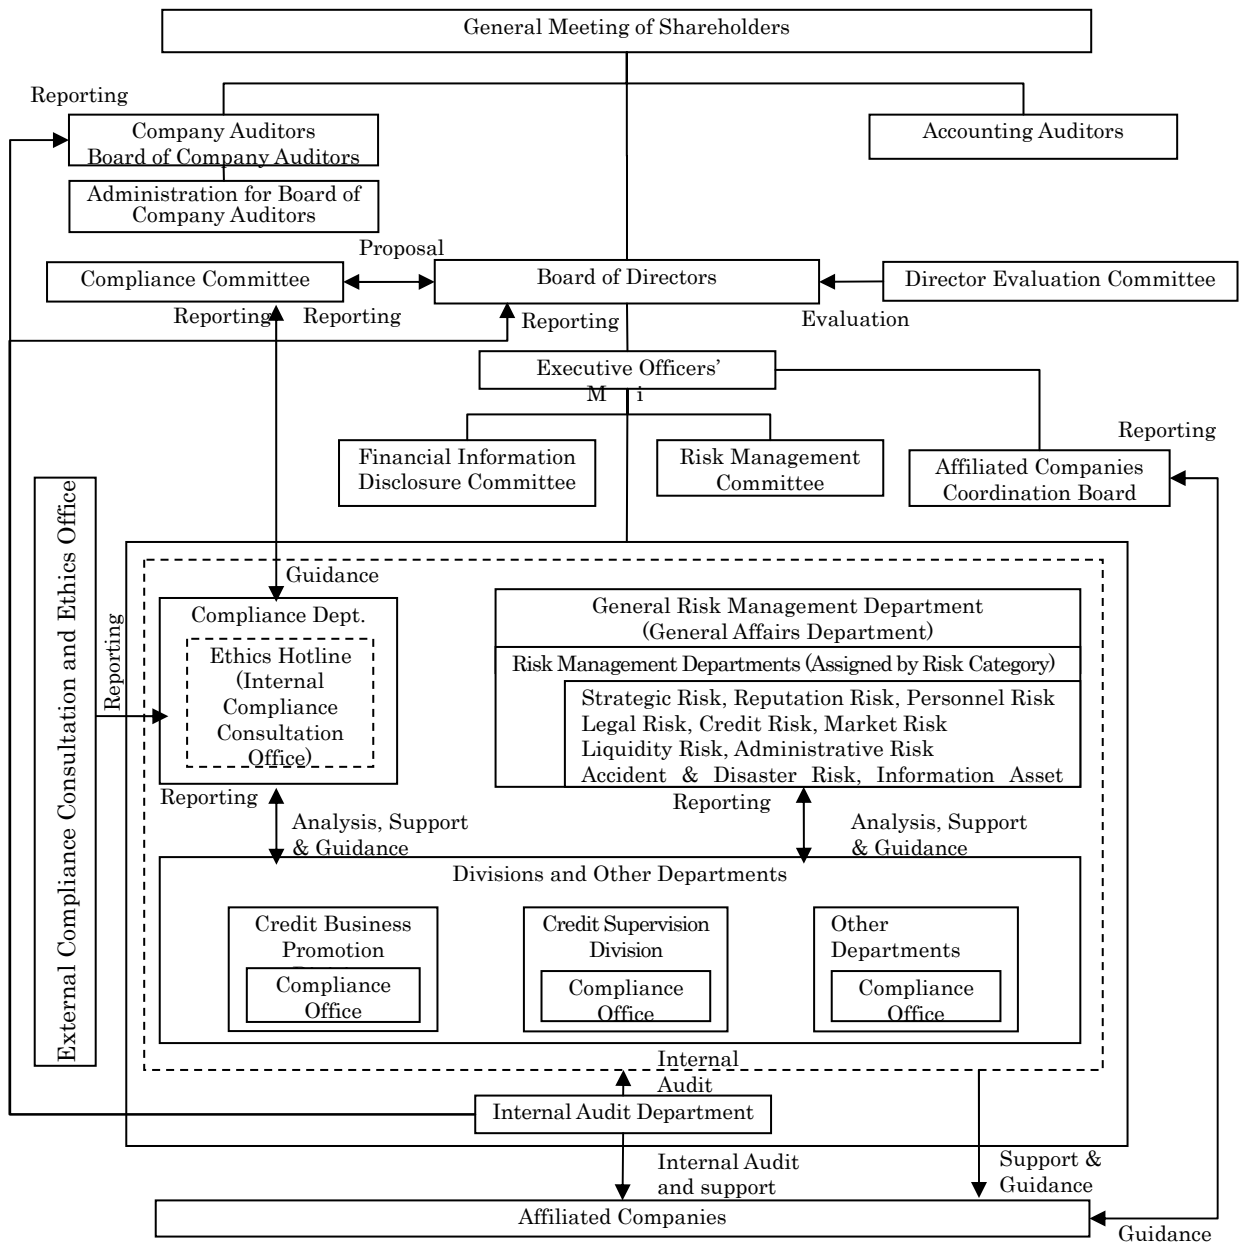 General Meeting of Shareholders
Reporting
Company Auditors
Board of Company Auditors
Accounting Auditors
Administration for Board of
Company Auditors
Proposal
Compliance Committee
Board of Directors
Director Evaluation Committee
Reporting
Reporting
Reporting
Evaluation
Executive Officers’
M i
Reporting
Financial Information
Disclosure Committee
Risk Management
Committee
Affiliated Companies
Coordination Board
External Compliance Consultation and Ethics Office
Reporting
Guidance
Compliance Dept.
Ethics Hotline
(Internal
Compliance
Consultation
Office)
General Risk Management Department
(General Affairs Department)
Risk Management Departments (Assigned by Risk Category)
Strategic Risk, Reputation Risk, Personnel Risk
Legal Risk, Credit Risk, Market Risk
Liquidity Risk, Administrative Risk
Accident & Disaster Risk, Information Asset
Reporting
Analysis, Support
& Guidance
Reporting
Analysis, Support
& Guidance
Divisions and Other Departments
Credit Business
Promotion
Compliance
Office
Credit Supervision
Division
Compliance
Office
Other
Departments
Compliance
Office
Internal
Audit
Internal Audit Department
Internal Audit
and support
Support &
Guidance
Affiliated Companies
Guidance